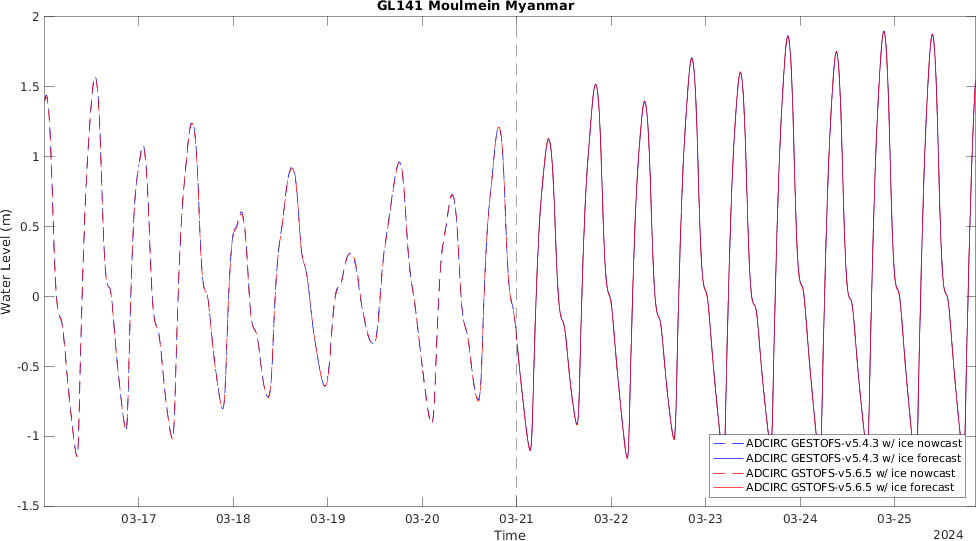 GL141 Moulmein Myanmar
2
1.5
1
0.5
0
-0.5
-1
-1.5
Water Level (m)
ADCIRC GESTOFS-v5.4.3 w/ ice nowcast
ADCIRC GESTOFS-v5.4.3 w/ ice forecast
ADCIRC GSTOFS-v5.6.5 w/ ice nowcast
ADCIRC GSTOFS-v5.6.5 w/ ice forecast
03-17 03-18 03-19 03-20 03-21 03-22 03-23 03-24 03-25
Time
2024